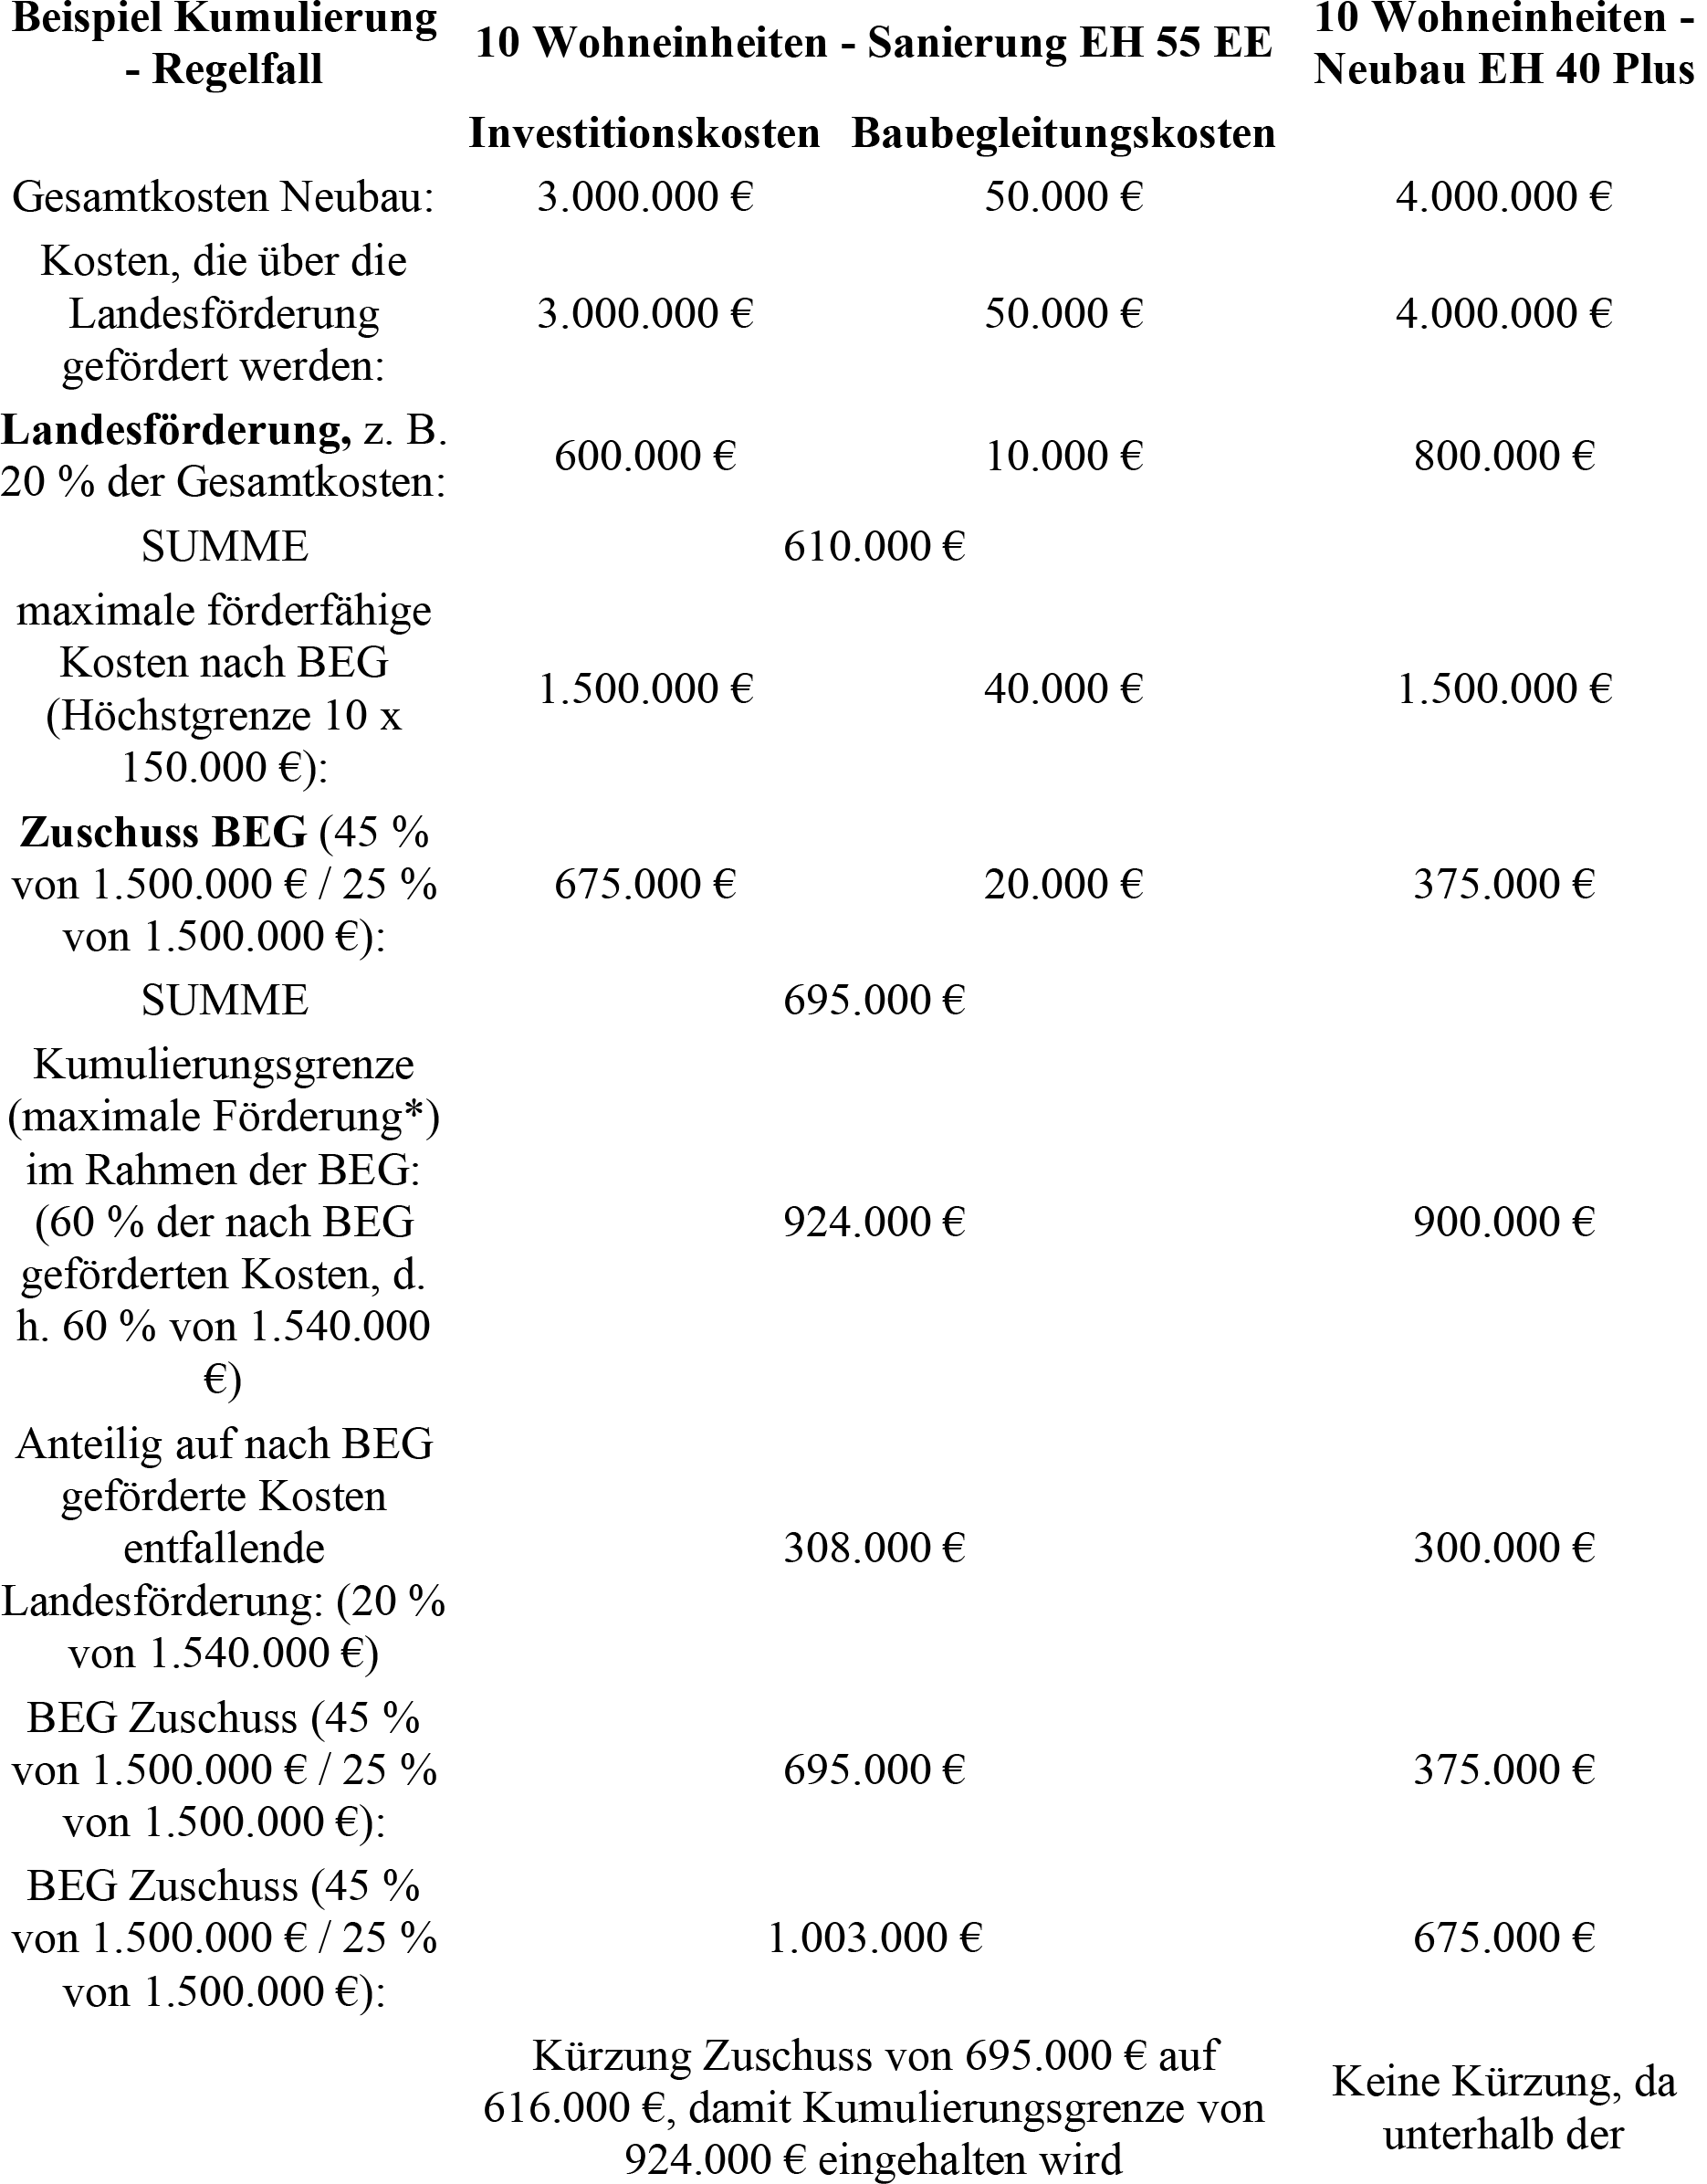 Beispiel Kumulierung
- Regelfall
10 Wohneinheiten - Sanierung EH 55 EE
10 Wohneinheiten -
Neubau EH 40 Plus
Investitionskosten
Baubegleitungskosten
Gesamtkosten Neubau:
3.000.000 €
50.000 €
4.000.000 €
Kosten, die über die
Landesförderung
gefördert werden:
3.000.000 €
50.000 €
4.000.000 €
Landesförderung, z. B.
20 % der Gesamtkosten:
600.000 €
10.000 €
800.000 €
SUMME
610.000 €
maximale förderfähige
Kosten nach BEG
(Höchstgrenze 10 x
150.000 €):
1.500.000 €
40.000 €
1.500.000 €
Zuschuss BEG (45 %
von 1.500.000 € / 25 %
von 1.500.000 €):
675.000 €
20.000 €
375.000 €
SUMME
695.000 €
Kumulierungsgrenze
(maximale Förderung*)
im Rahmen der BEG:
(60 % der nach BEG
geförderten Kosten, d.
h. 60 % von 1.540.000
€)
924.000 €
900.000 €
Anteilig auf nach BEG
geförderte Kosten
entfallende
Landesförderung: (20 %
von 1.540.000 €)
308.000 €
300.000 €
BEG Zuschuss (45 %
von 1.500.000 € / 25 %
von 1.500.000 €):
695.000 €
375.000 €
BEG Zuschuss (45 %
von 1.500.000 € / 25 %
von 1.500.000 €):
1.003.000 €
675.000 €
Kürzung Zuschuss von 695.000 € auf
616.000 €, damit Kumulierungsgrenze von
924.000 € eingehalten wird
Keine Kürzung, da
unterhalb der